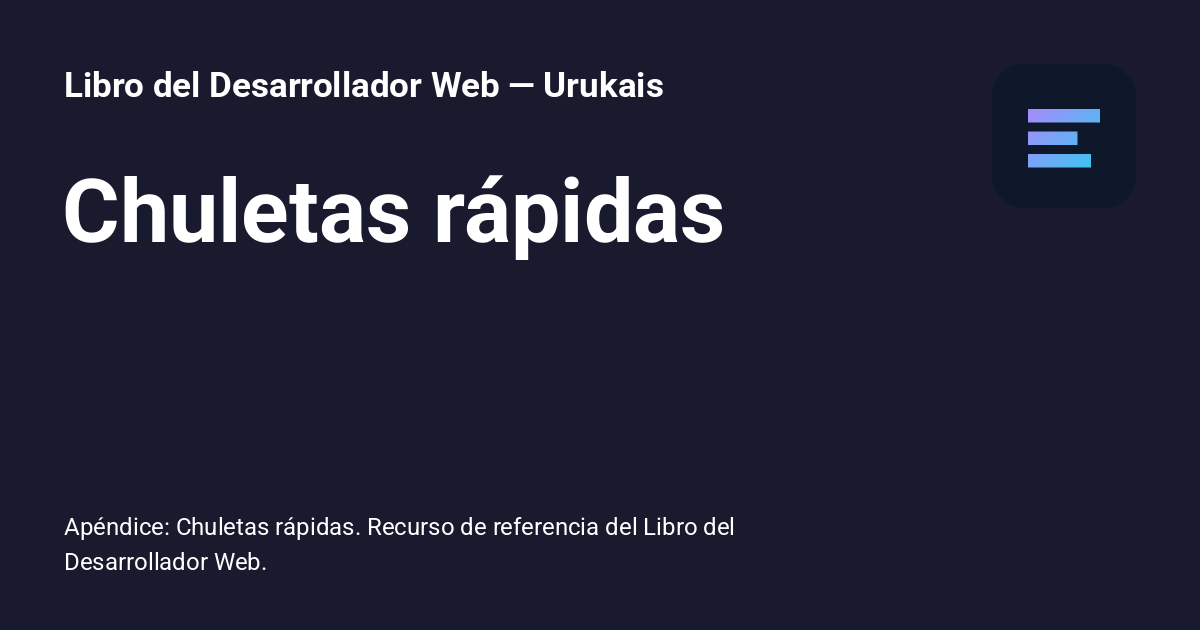 Libro del Desarrollador Web — Urukais
Chuletas rápidas
Apéndice: Chuletas rápidas. Recurso de referencia del Libro del
Desarrollador Web.